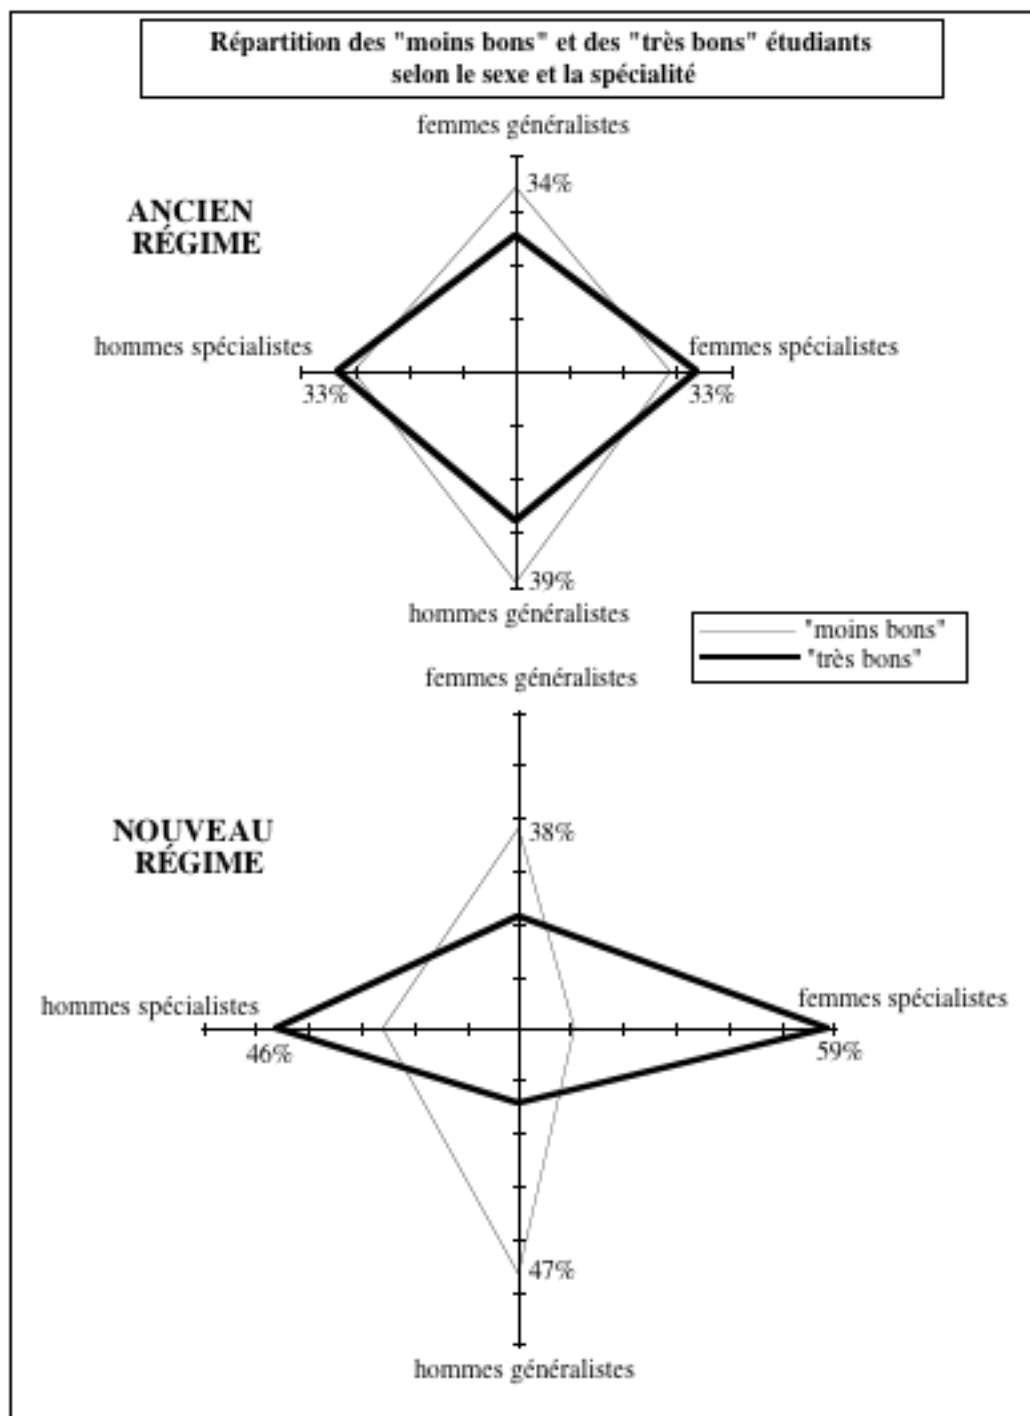 Répartition des "moins bons" et des "très bons" étudiants
selon le sexe et la spécialité
femmes généralistes
34%
ANCIEN
RÉGIME
hommes spécialistes
femmes spécialistes
33%
33%
39%
hommes généralistes
"moins bons"
"très bons"
femmes généralistes
38%
NOUVEAU
RÉGIME
hommes spécialistes
femmes spécialistes
46%
59%
47%
hommes généralistes